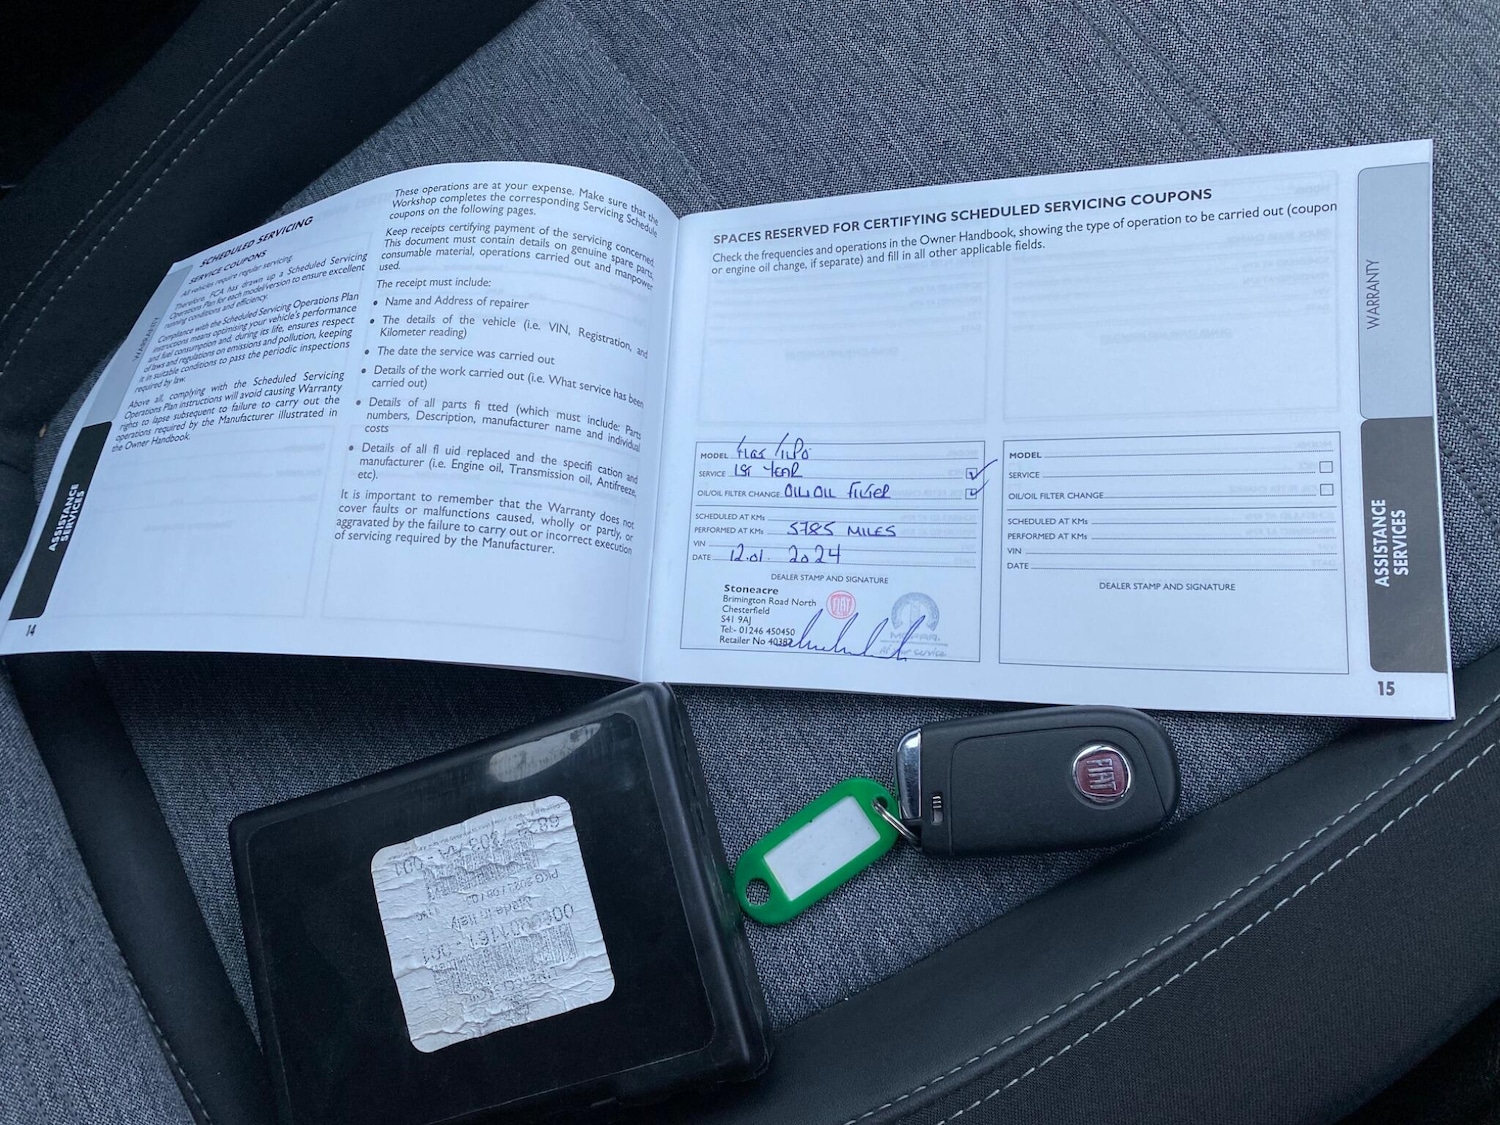 SCHEDULED SERVICING
SERVICE COUPONS
All vehicles require regular servicing.
Therefore, FCA has drawn up a Scheduled Servicing
Operations Plan for each model/version to ensure excellent
running conditions and efficiency.
Compliance with the Scheduled Servicing Operations Plan
instructions means optimising your vehicle's performance
and fuel consumption and, during its life, ensures respect
of laws and regulations on emissions and pollution, keeping
it in suitable conditions to pass the periodic inspections
required by law.
Above all, complying with the Scheduled Servicing
Operations Plan instructions will avoid causing Warranty
rights to lapse subsequent to failure to carry out the
operations required by the Manufacturer illustrated in
the Owner Handbook.
WARRANTY
ASSISTANCE
SERVICES
14
These operations are at your expense. Make sure that the
Workshop completes the corresponding Servicing Schedule
coupons on the following pages.
Keep receipts certifying payment of the servicing concerned.
This document must contain details on genuine spare parts,
consumable material, operations carried out and manpower
used.
The receipt must include:
• Name and Address of repairer
• The details of the vehicle (i.e. VIN, Registration, and
Kilometer reading)
• The date the service was carried out
• Details of the work carried out (i.e. What service has been
carried out)
• Details of all parts fi tted (which must include: Parts
numbers, Description, manufacturer name and individual
costs
• Details of all fl uid replaced and the specifi cation and
manufacturer (i.e. Engine oil, Transmission oil, Antifreeze,
etc).
It is important to remember that the Warranty does not
cover faults or malfunctions caused, wholly or partly, or
aggravated by the failure to carry out or incorrect execution
of servicing required by the Manufacturer.
SPACES RESERVED FOR CERTIFYING SCHEDULED SERVICING COUPONS
Check the frequencies and operations in the Owner Handbook, showing the type of operation to be carried out (coupon
or engine oil change, if separate) and fill in all other applicable fields.
MODEL
SERVICE 1st YEAR
OIL/OIL FILTER CHANGE OIL OIL FILTER
SCHEDULED AT KMs
PERFORMED AT KMs 5785 MILES
VIN
DATE 12.01. 2024
DEALER STAMP AND SIGNATURE
Stoneacre
Brimington Road North
Chesterfield
S41 9AJ
Tel:- 01246 450450
Retailer No 40382
FIAT
MOPAR
At your service
MODEL
SERVICE
OIL/OIL FILTER CHANGE
SCHEDULED AT KMs
PERFORMED AT KMs
VIN
DATE
DEALER STAMP AND SIGNATURE
WARRANTY
ASSISTANCE
SERVICES
15
FIAT
Made in Italy